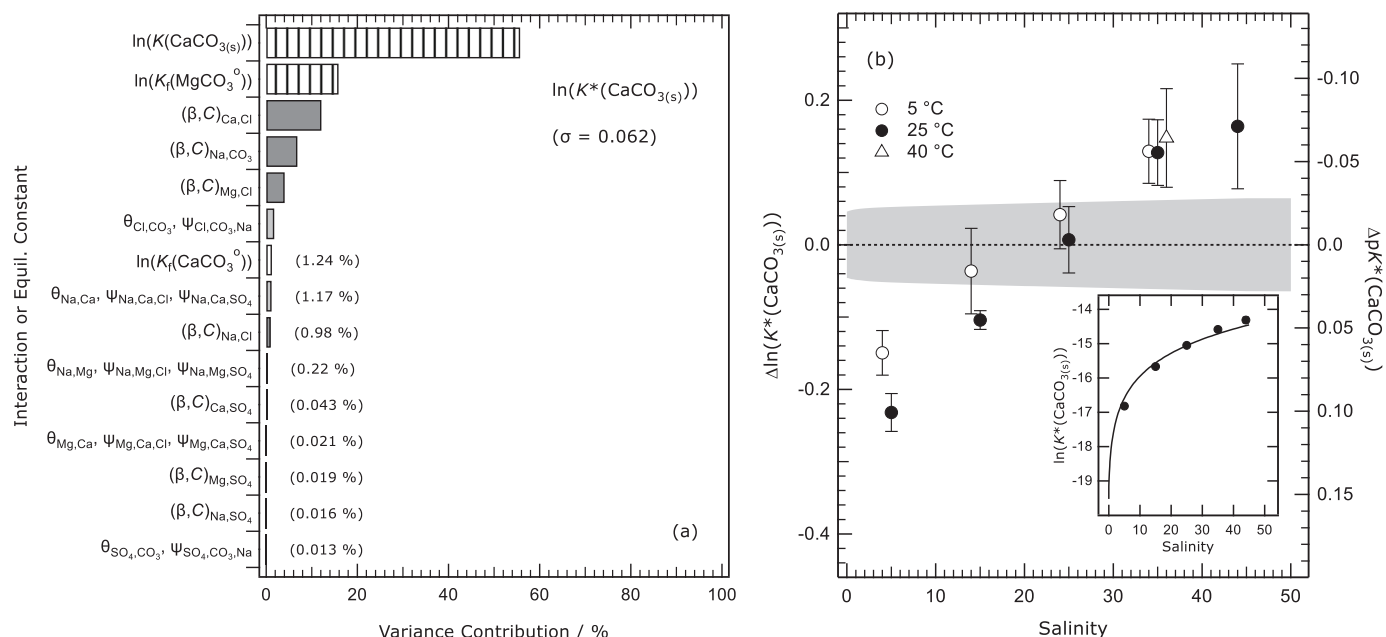 Interaction or Equil. Constant
ln(K(CaCO3(s)))
ln(Kf(MgCO3°))
(β,C)Ca,Cl
(β,C)Na,CO3
(β,C)Mg,Cl
θCl,CO3, ΨCl,CO3,Na
ln(Kf(CaCO3°)) (1.24 %)
θNa,Ca, ΨNa,Ca,Cl, ΨNa,Ca,SO4 (1.17 %)
(β,C)Na,Cl (0.98 %)
θNa,Mg, ΨNa,Mg,Cl, ΨNa,Mg,SO4 (0.22 %)
(β,C)Ca,SO4 (0.043 %)
θMg,Ca, ΨMg,Ca,Cl, ΨMg,Ca,SO4 (0.021 %)
(β,C)Mg,SO4 (0.019 %)
(β,C)Na,SO4 (0.016 %)
θSO4,CO3, ΨSO4,CO3,Na (0.013 %)
ln(K*(CaCO3(s)))
(σ = 0.062)
(a)
0 20 40 60 80 100
Variance Contribution / %
(b)
5 °C
25 °C
40 °C
Δln(K*(CaCO3(s)))
0.2
0.0
-0.2
-0.4
0 10 20 30 40 50
Salinity
-0.10
-0.05
0.0
0.05
0.10
0.15
ΔpK*(CaCO3(s))
ln(K*(CaCO3(s)))
-14
-15
-16
-17
-18
-19
0 10 20 30 40 50
Salinity